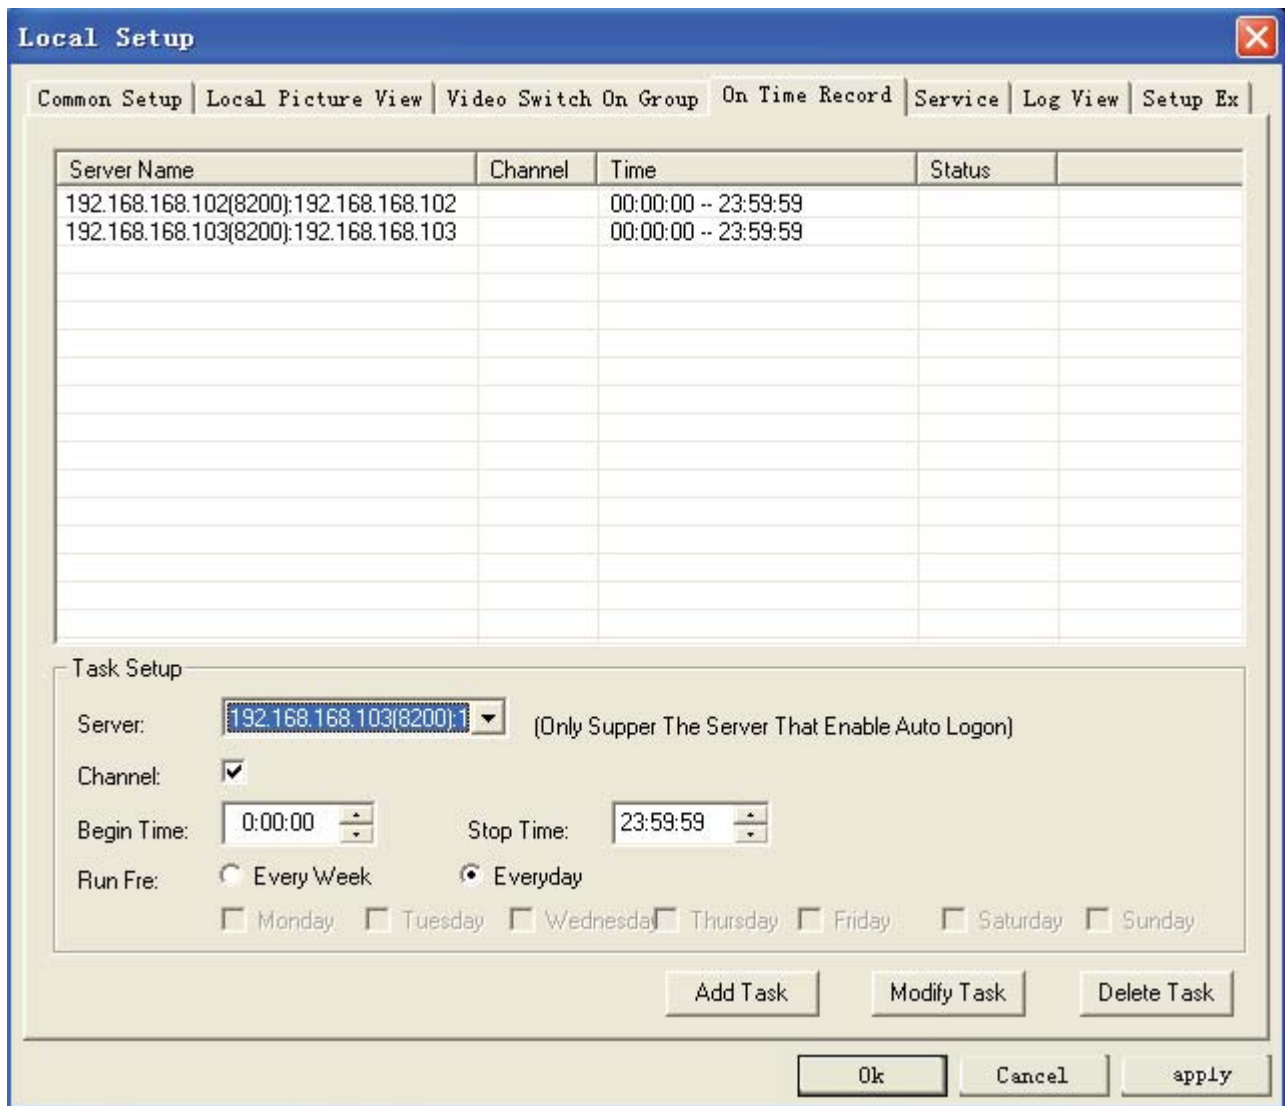 Local Setup
Common Setup Local Picture View Video Switch On Group On Time Record Service Log View Setup Ex
Server Name Channel Time Status
192.168.168.102(8200):192.168.168.102 00:00:00 -- 23:59:59
192.168.168.103(8200):192.168.168.103 00:00:00 -- 23:59:59
Task Setup
Server: 192.168.168.103(8200):1 (Only Supper The Server That Enable Auto Logon)
Channel:
Begin Time: 0:00:00 Stop Time: 23:59:59
Run Fre: Every Week Everyday
Monday Tuesday Wednesday Thursday Friday Saturday Sunday
Add Task Modify Task Delete Task
Ok Cancel apply